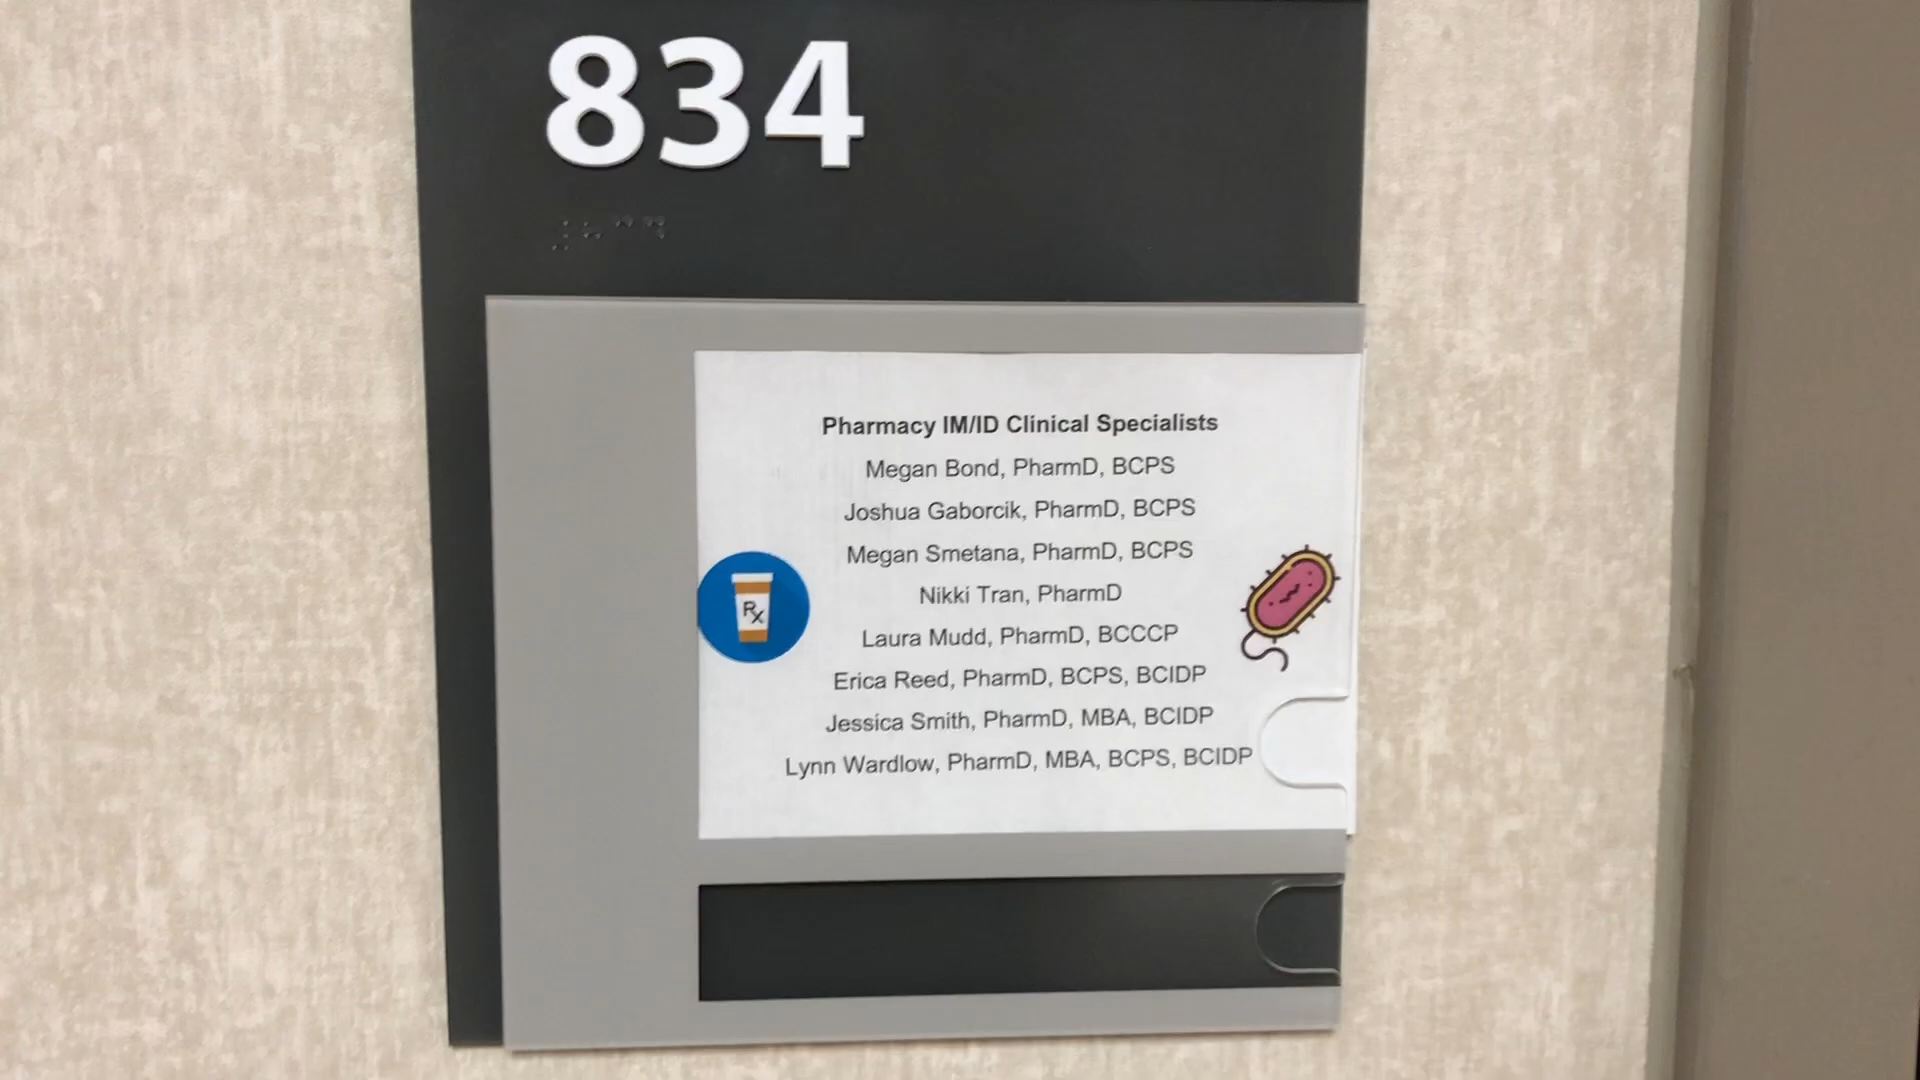 834
Pharmacy IM/ID Clinical Specialists
Megan Bond, PharmD, BCPS
Joshua Gaborcik, PharmD, BCPS
Megan Smetana, PharmD, BCPS
Nikki Tran, PharmD
Laura Mudd, PharmD, BCCCP
Erica Reed, PharmD, BCPS, BCIDP
Jessica Smith, PharmD, MBA, BCIDP
Lynn Wardlow, PharmD, MBA, BCPS, BCIDP
Rx